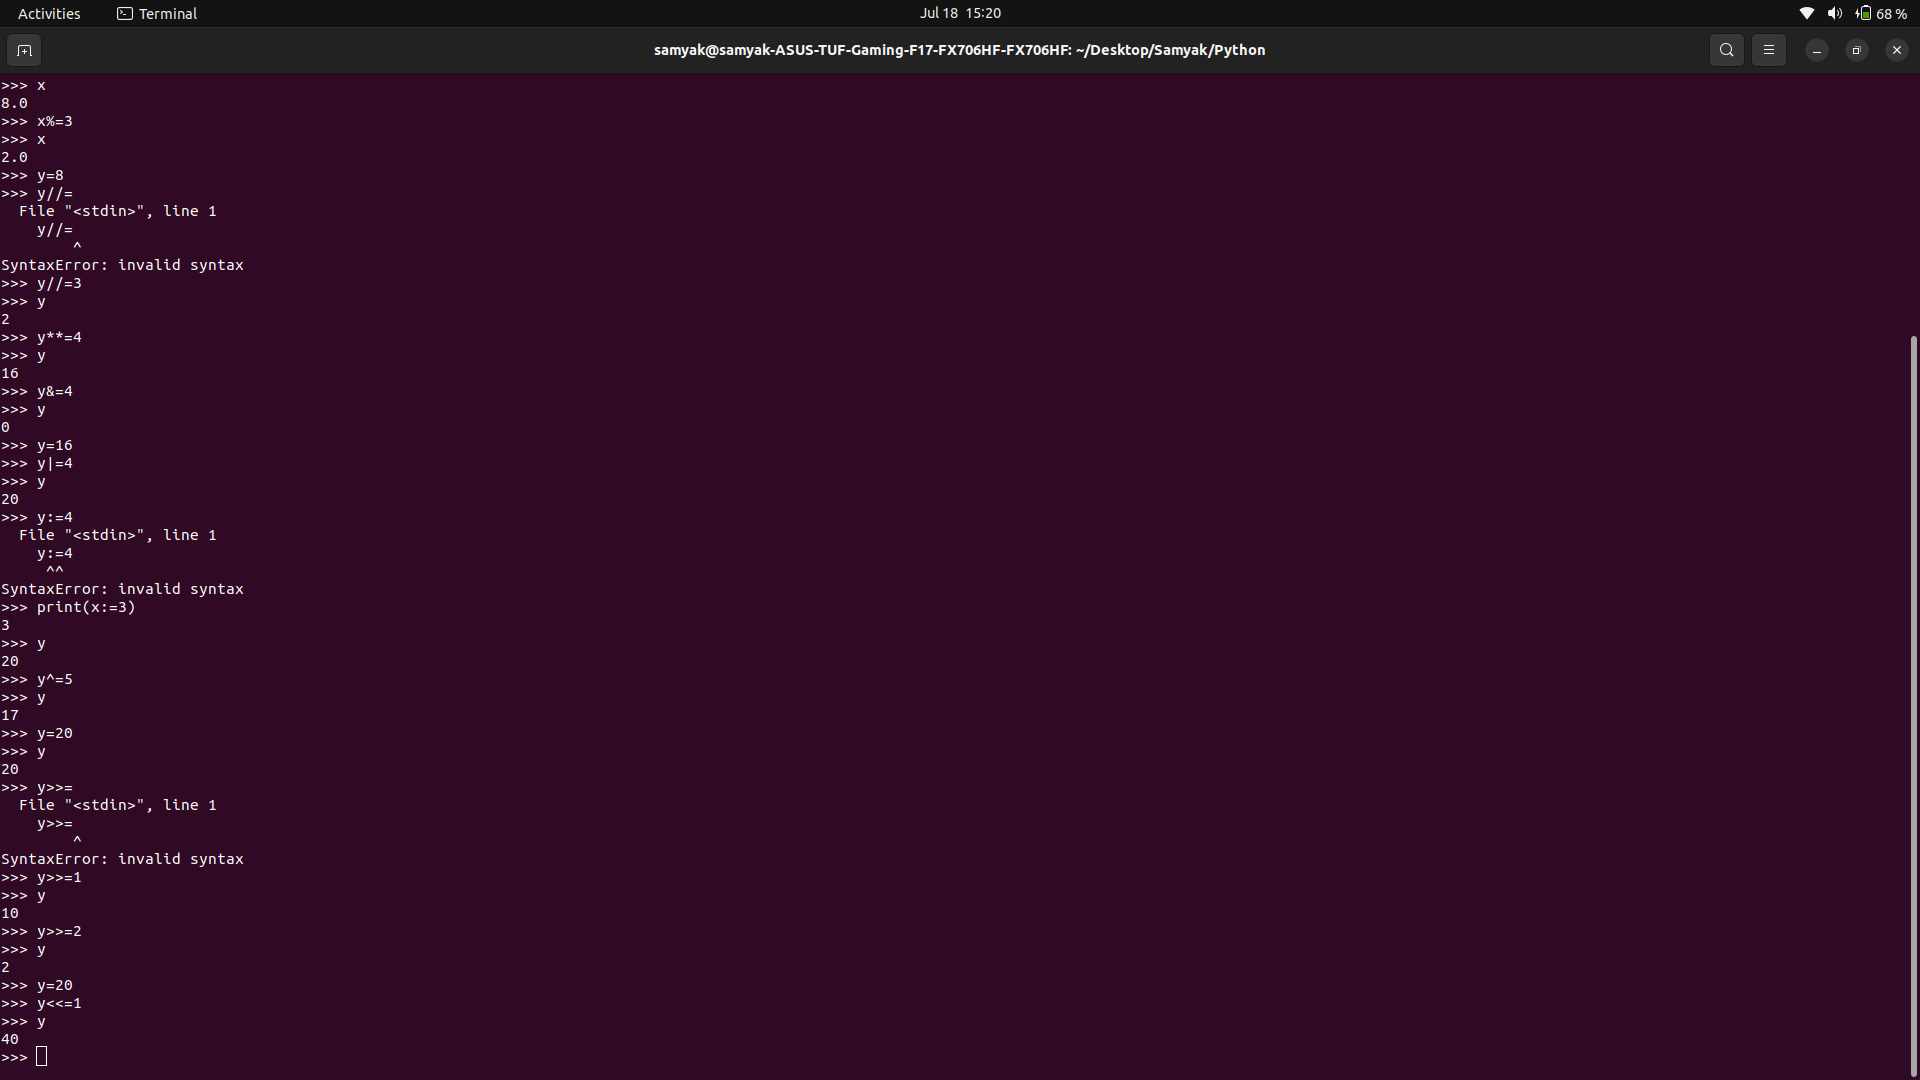 Activities Terminal Jul 18 15:20 68 %
samyak@samyak-ASUS-TUF-Gaming-F17-FX706HF-FX706HF: ~/Desktop/Samyak/Python
>>> x
8.0
>>> x%=3
>>> x
2.0
>>> y=8
>>> y//=
  File "<stdin>", line 1
    y//=
        ^
SyntaxError: invalid syntax
>>> y//=3
>>> y
2
>>> y**=4
>>> y
16
>>> y&=4
>>> y
0
>>> y=16
>>> y|=4
>>> y
20
>>> y:=4
  File "<stdin>", line 1
    y:=4
     ^^
SyntaxError: invalid syntax
>>> print(x:=3)
3
>>> y
20
>>> y^=5
>>> y
17
>>> y=20
>>> y
20
>>> y>>=
  File "<stdin>", line 1
    y>>=
        ^
SyntaxError: invalid syntax
>>> y>>=1
>>> y
10
>>> y>>=2
>>> y
2
>>> y=20
>>> y<<=1
>>> y
40
>>>